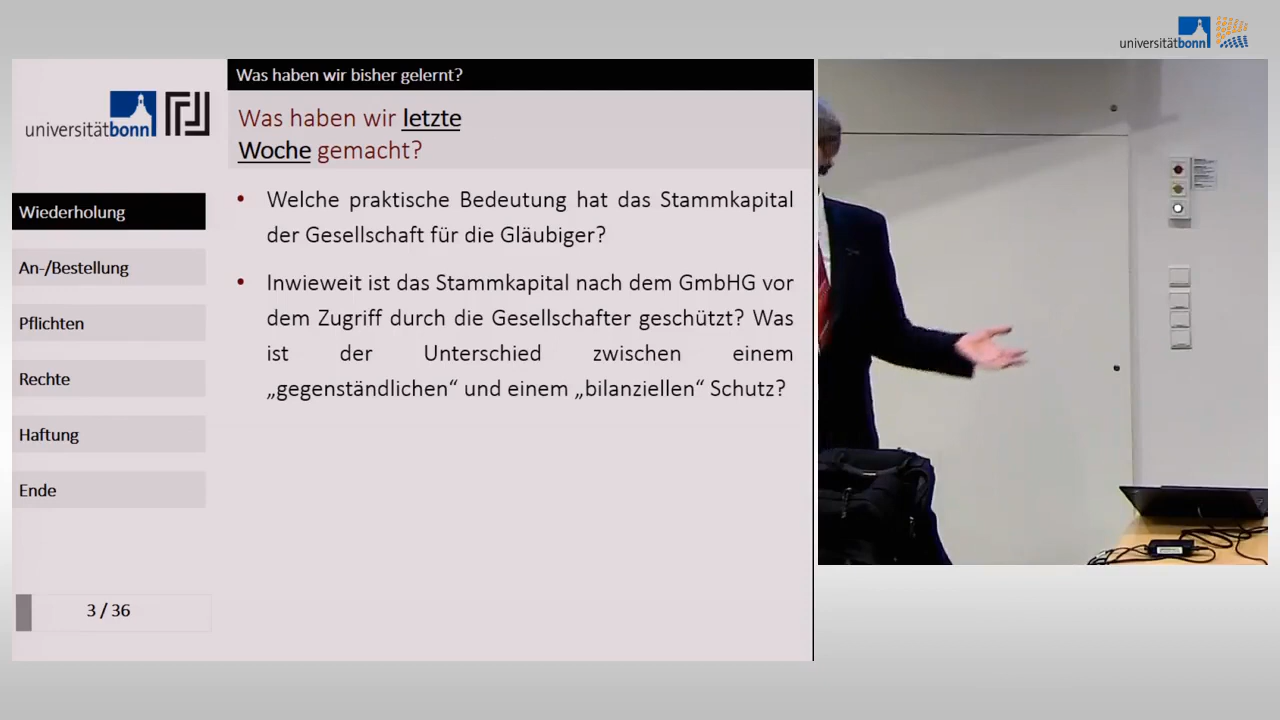 universitätbonn
Was haben wir bisher gelernt?
universitätbonn
Was haben wir letzte
Woche gemacht?
Wiederholung
An-/Bestellung
Pflichten
Rechte
Haftung
Ende
• Welche praktische Bedeutung hat das Stammkapital
der Gesellschaft für die Gläubiger?
• Inwieweit ist das Stammkapital nach dem GmbHG vor
dem Zugriff durch die Gesellschafter geschützt? Was
ist der Unterschied zwischen einem
„gegenständlichen“ und einem „bilanziellen“ Schutz?
3 / 36